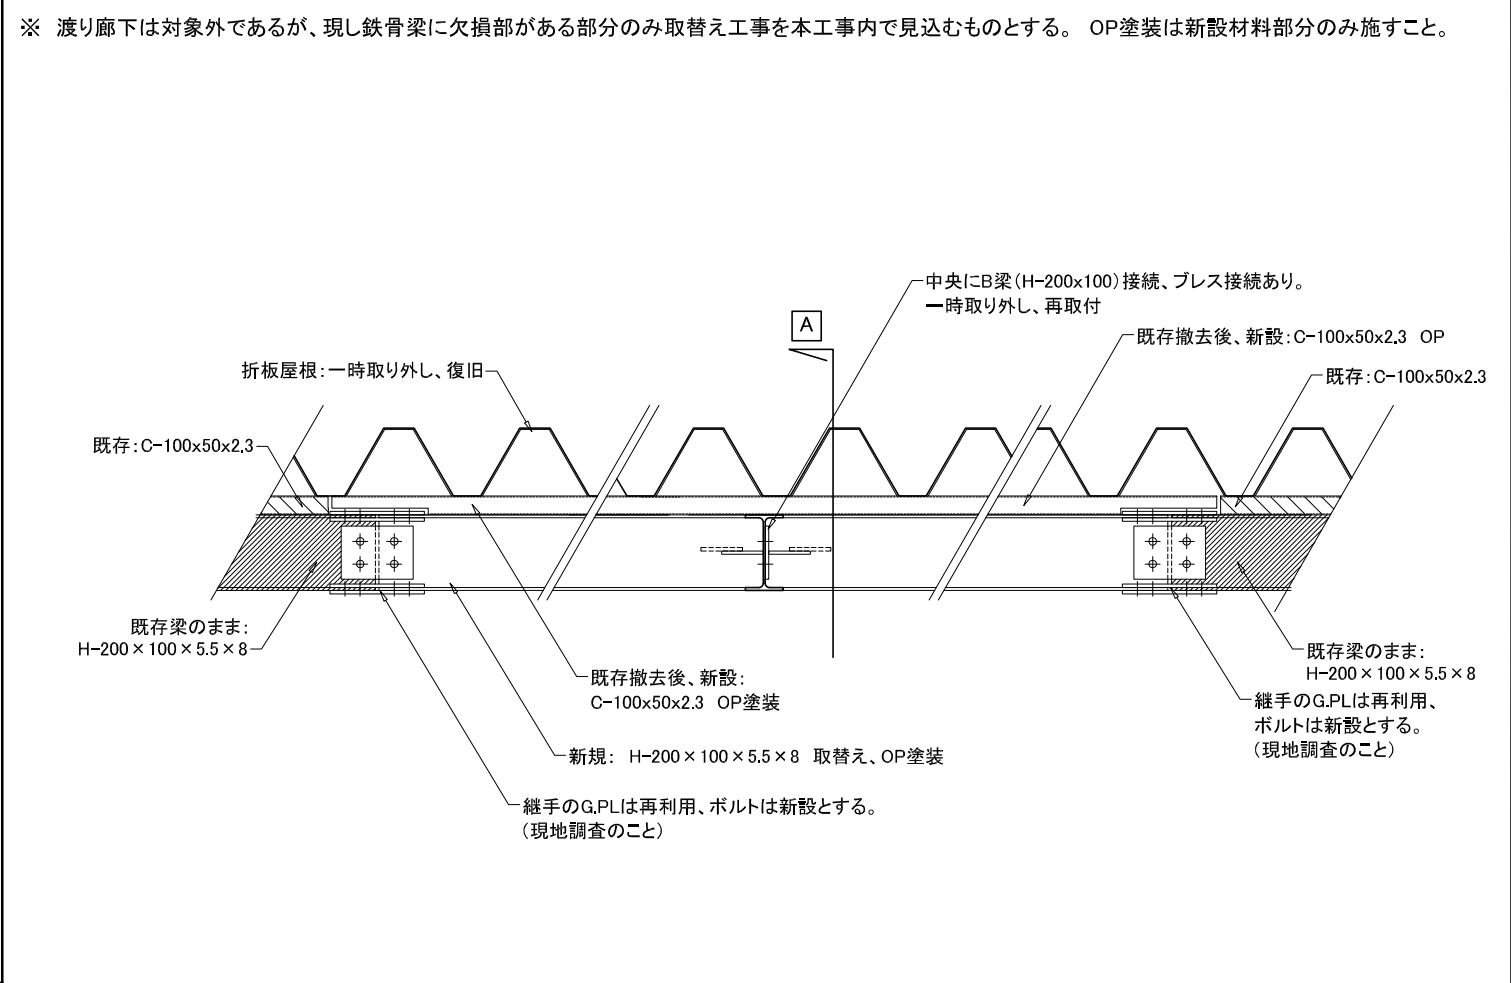 ※ 渡り廊下は対象外であるが、現し鉄骨梁に欠損部がある部分のみ取替え工事を本工事内で見込むものとする。 OP塗装は新設材料部分のみ施すこと。
中央にB梁（H-200x100）接続、ブレス接続あり。
一時取り外し、再取付
A
既存撤去後、新設：C-100x50x2.3 OP
折板屋根：一時取り外し、復旧
既存：C-100x50x2.3
既存：C-100x50x2.3
既存梁のまま：
H-200×100×5.5×8
既存梁のまま：
H-200×100×5.5×8
既存撤去後、新設：
C-100x50x2.3 OP塗装
継手のG.PLは再利用、
ボルトは新設とする。
（現地調査のこと）
新規： H-200×100×5.5×8 取替え、OP塗装
継手のG.PLは再利用、ボルトは新設とする。
（現地調査のこと）